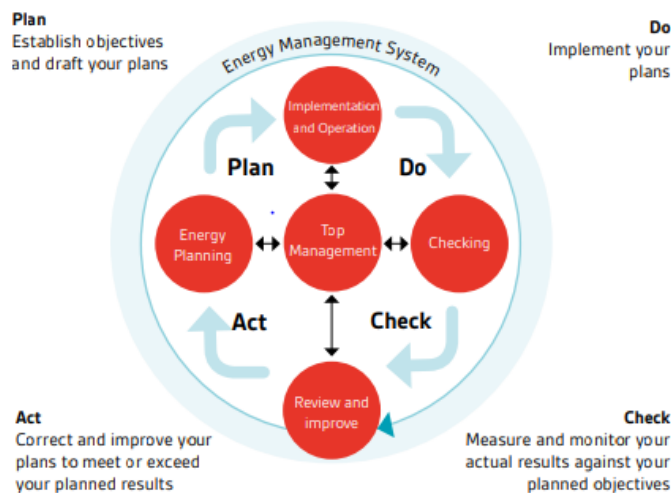 Plan
Establish objectives
and draft your plans
Do
Implement your
plans
Energy Management System
Implementation
and Operation
Plan
Do
Energy
Planning
Top
Management
Checking
Act
Check
Review and
improve
Act
Correct and improve your
plans to meet or exceed
your planned results
Check
Measure and monitor your
actual results against your
planned objectives